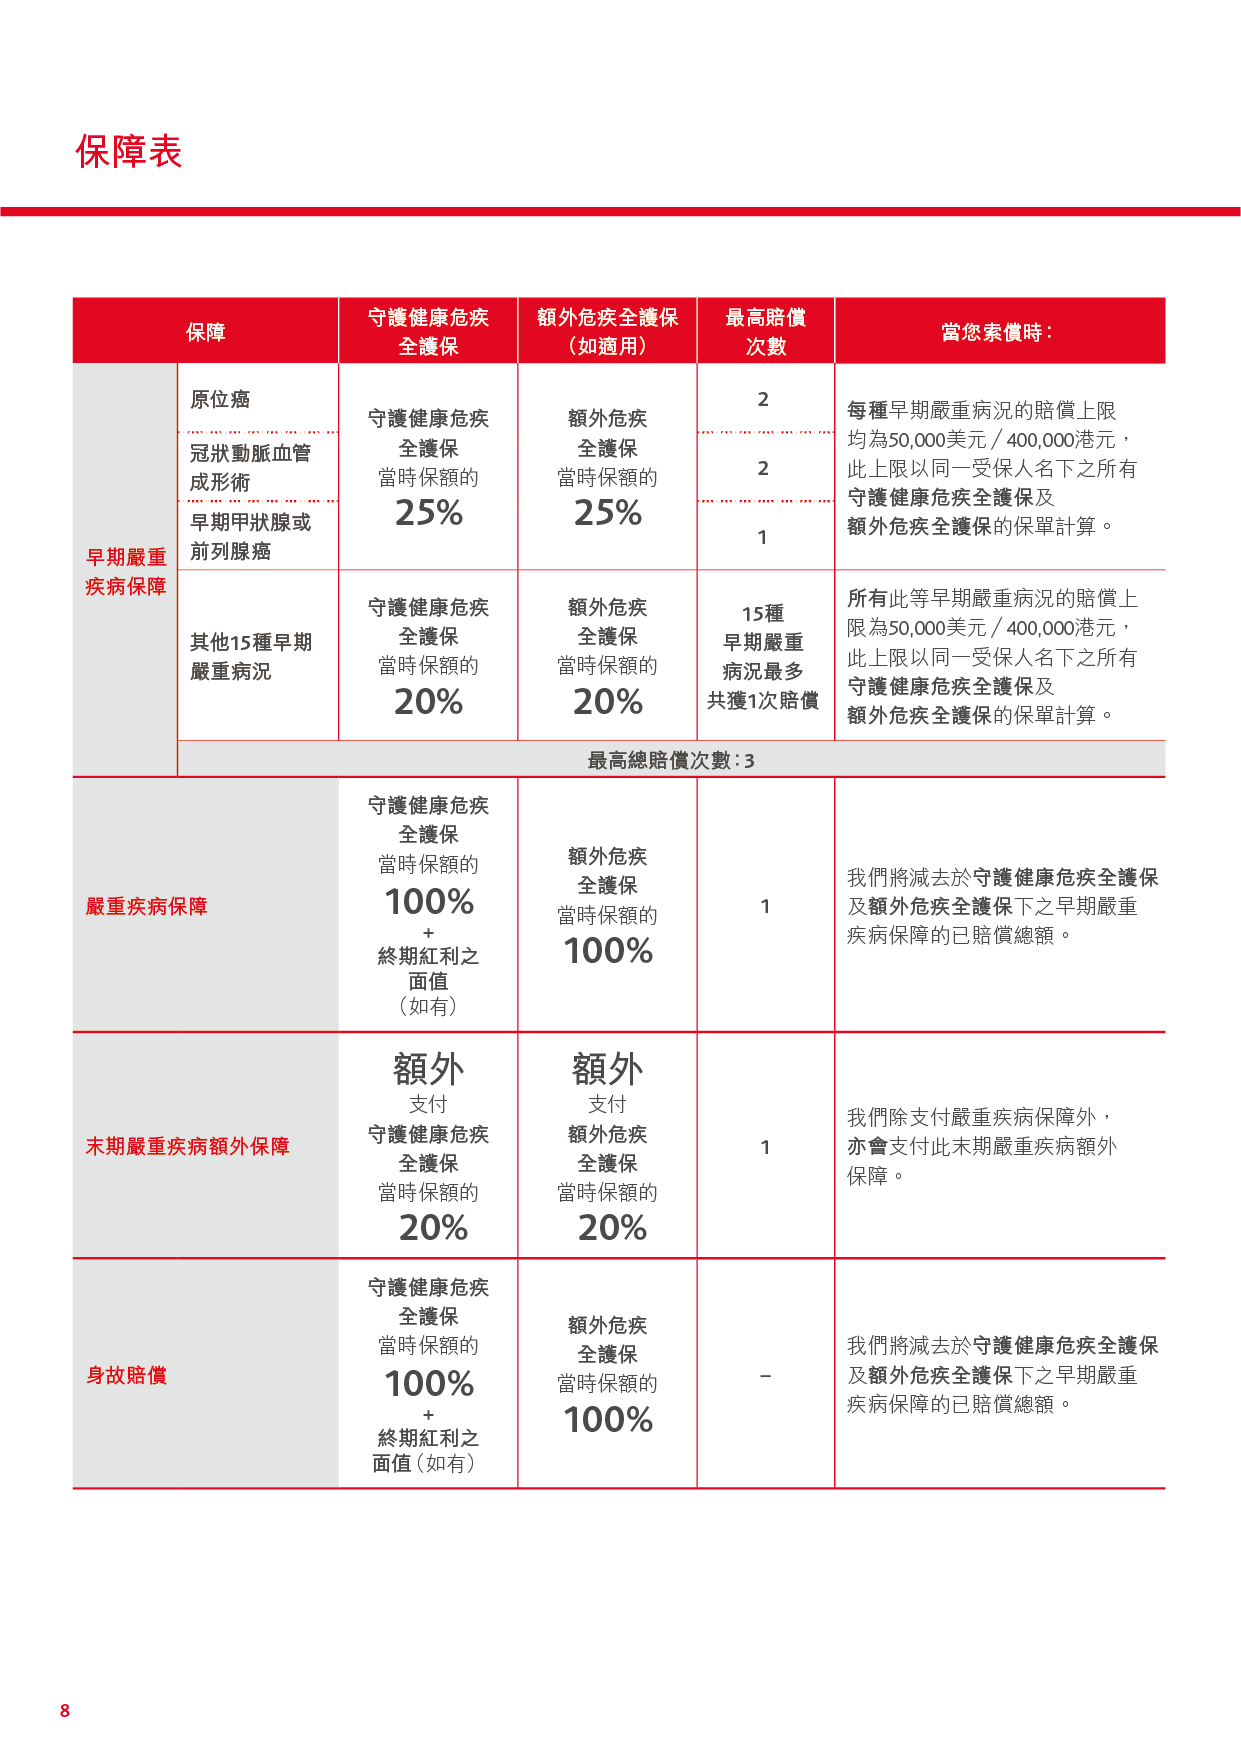 保障表
保障
守護健康危疾
全護保
額外危疾全護保
（如適用）
最高賠償
次數
當您索償時：
早期嚴重
疾病保障
原位癌
冠狀動脈血管
成形術
早期甲狀腺或
前列腺癌
守護健康危疾
全護保
當時保額的
25%
額外危疾
全護保
當時保額的
25%
2
2
1
每種早期嚴重病況的賠償上限
均為50,000美元／400,000港元，
此上限以同一受保人名下之所有
守護健康危疾全護保及
額外危疾全護保的保單計算。
其他15種早期
嚴重病況
守護健康危疾
全護保
當時保額的
20%
額外危疾
全護保
當時保額的
20%
15種
早期嚴重
病況最多
共獲1次賠償
所有此等早期嚴重病況的賠償上
限為50,000美元／400,000港元，
此上限以同一受保人名下之所有
守護健康危疾全護保及
額外危疾全護保的保單計算。
最高總賠償次數：3
嚴重疾病保障
守護健康危疾
全護保
當時保額的
100%
+
終期紅利之
面值
（如有）
額外危疾
全護保
當時保額的
100%
1
我們將減去於守護健康危疾全護保
及額外危疾全護保下之早期嚴重
疾病保障的已賠償總額。
末期嚴重疾病額外保障
額外
支付
守護健康危疾
全護保
當時保額的
20%
額外
支付
額外危疾
全護保
當時保額的
20%
1
我們除支付嚴重疾病保障外，
亦會支付此末期嚴重疾病額外
保障。
身故賠償
守護健康危疾
全護保
當時保額的
100%
+
終期紅利之
面值（如有）
額外危疾
全護保
當時保額的
100%
–
我們將減去於守護健康危疾全護保
及額外危疾全護保下之早期嚴重
疾病保障的已賠償總額。
8